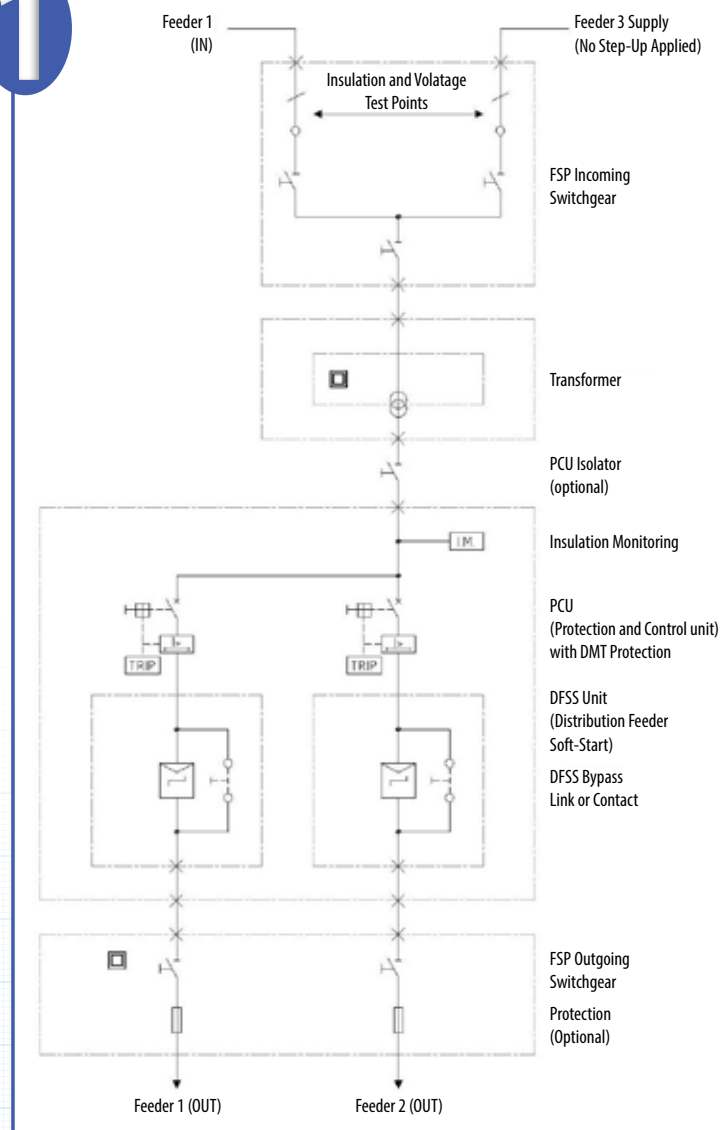 1
Feeder 1
(IN)
Feeder 3 Supply
(No Step-Up Applied)
Insulation and Volatage
Test Points
FSP Incoming
Switchgear
Transformer
PCU Isolator
(optional)
IM
Insulation Monitoring
PCU
(Protection and Control unit)
with DMT Protection
I>
I>
TRIP
TRIP
DFSS Unit
(Distribution Feeder
Soft-Start)
DFSS Bypass
Link or Contact
FSP Outgoing
Switchgear
Protection
(Optional)
Feeder 1 (OUT)
Feeder 2 (OUT)